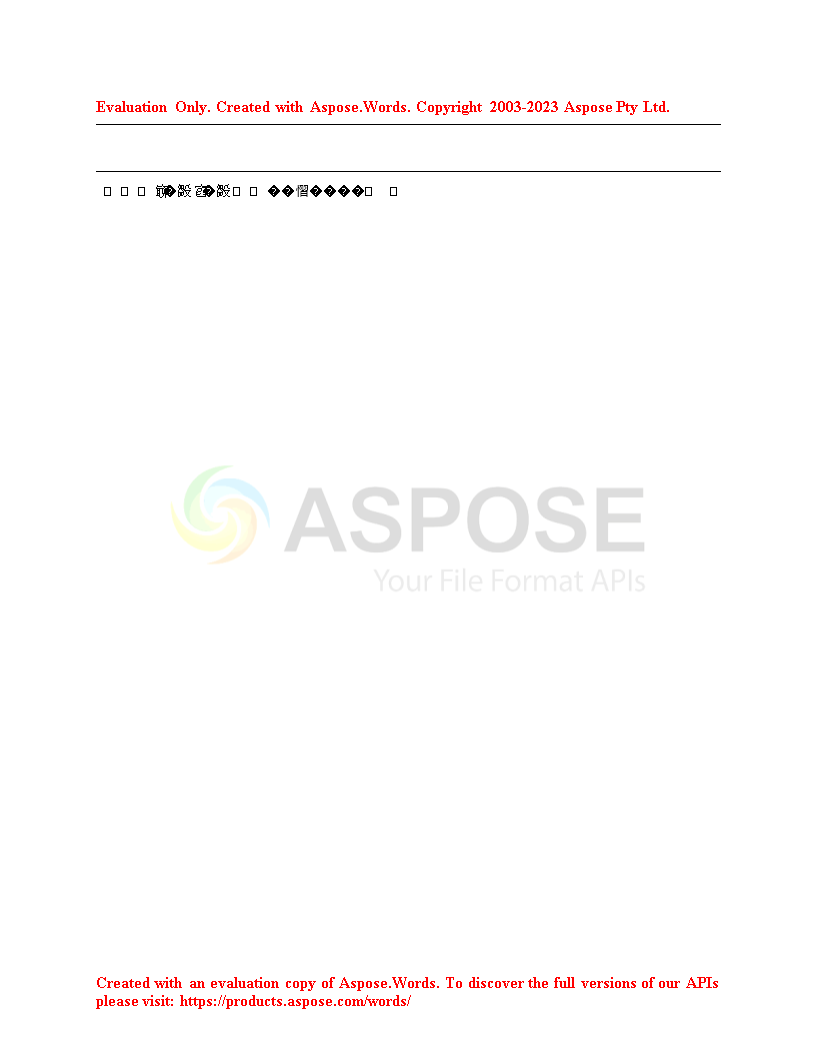 Evaluation Only. Created with Aspose.Words. Copyright 2003-2023 Aspose Pty Ltd.
ASPOSE
Your File Format APIs
Created with an evaluation copy of Aspose.Words. To discover the full versions of our APIs
please visit: https://products.aspose.com/words/